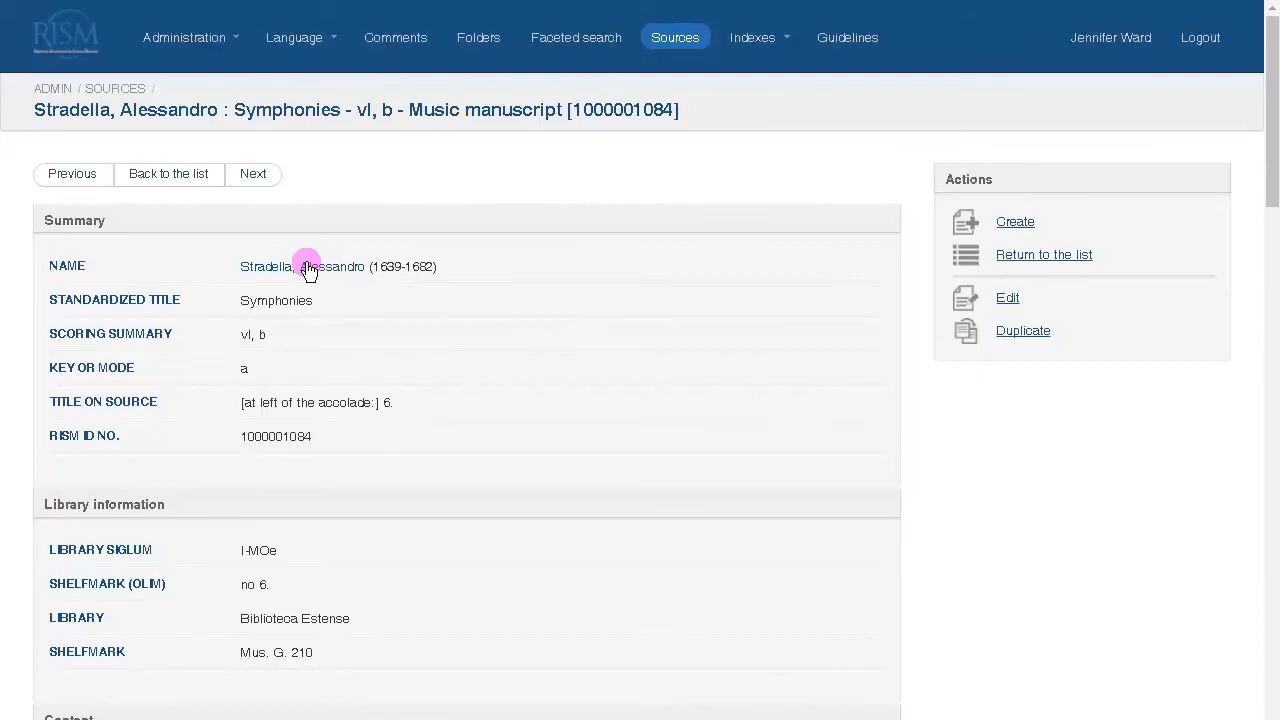 RISM
Administration Language Comments Folders Faceted search Sources Indexes Guidelines Jennifer Ward Logout
ADMIN / SOURCES /
Stradella, Alessandro : Symphonies - vl, b - Music manuscript [1000001084]
Previous Back to the list Next
Summary
NAME Stradella, Alessandro (1639-1682)
STANDARDIZED TITLE Symphonies
SCORING SUMMARY vl, b
KEY OR MODE a
TITLE ON SOURCE [at left of the accolade:] 6.
RISM ID NO. 1000001084
Library information
LIBRARY SIGLUM I-MOe
SHELFMARK (OLIM) no 6.
LIBRARY Biblioteca Estense
SHELFMARK Mus. G. 210
Content
Actions
Create
Return to the list
Edit
Duplicate